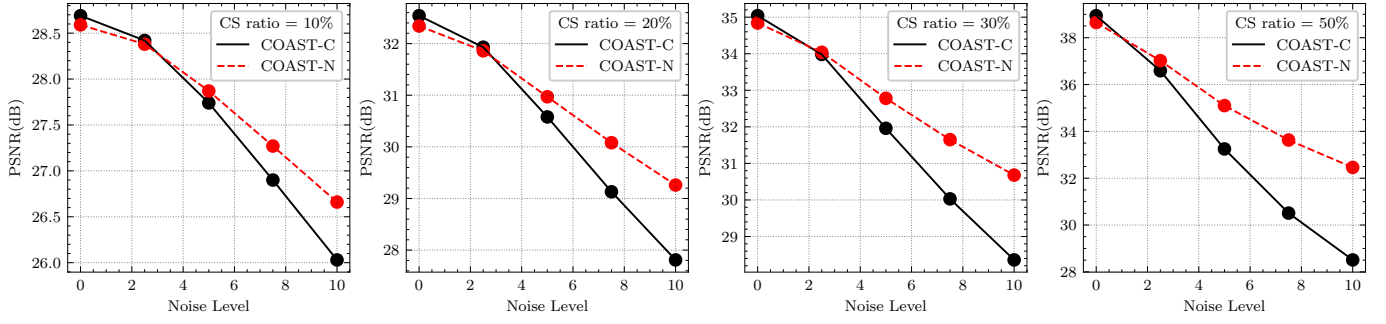 PSNR(dB)
28.5
28.0
27.5
27.0
26.5
26.0
CS ratio = 10%
COAST-C
COAST-N
0 2 4 6 8 10
Noise Level
PSNR(dB)
32
31
30
29
28
CS ratio = 20%
COAST-C
COAST-N
0 2 4 6 8 10
Noise Level
PSNR(dB)
35
34
33
32
31
30
29
CS ratio = 30%
COAST-C
COAST-N
0 2 4 6 8 10
Noise Level
PSNR(dB)
38
36
34
32
30
28
CS ratio = 50%
COAST-C
COAST-N
0 2 4 6 8 10
Noise Level